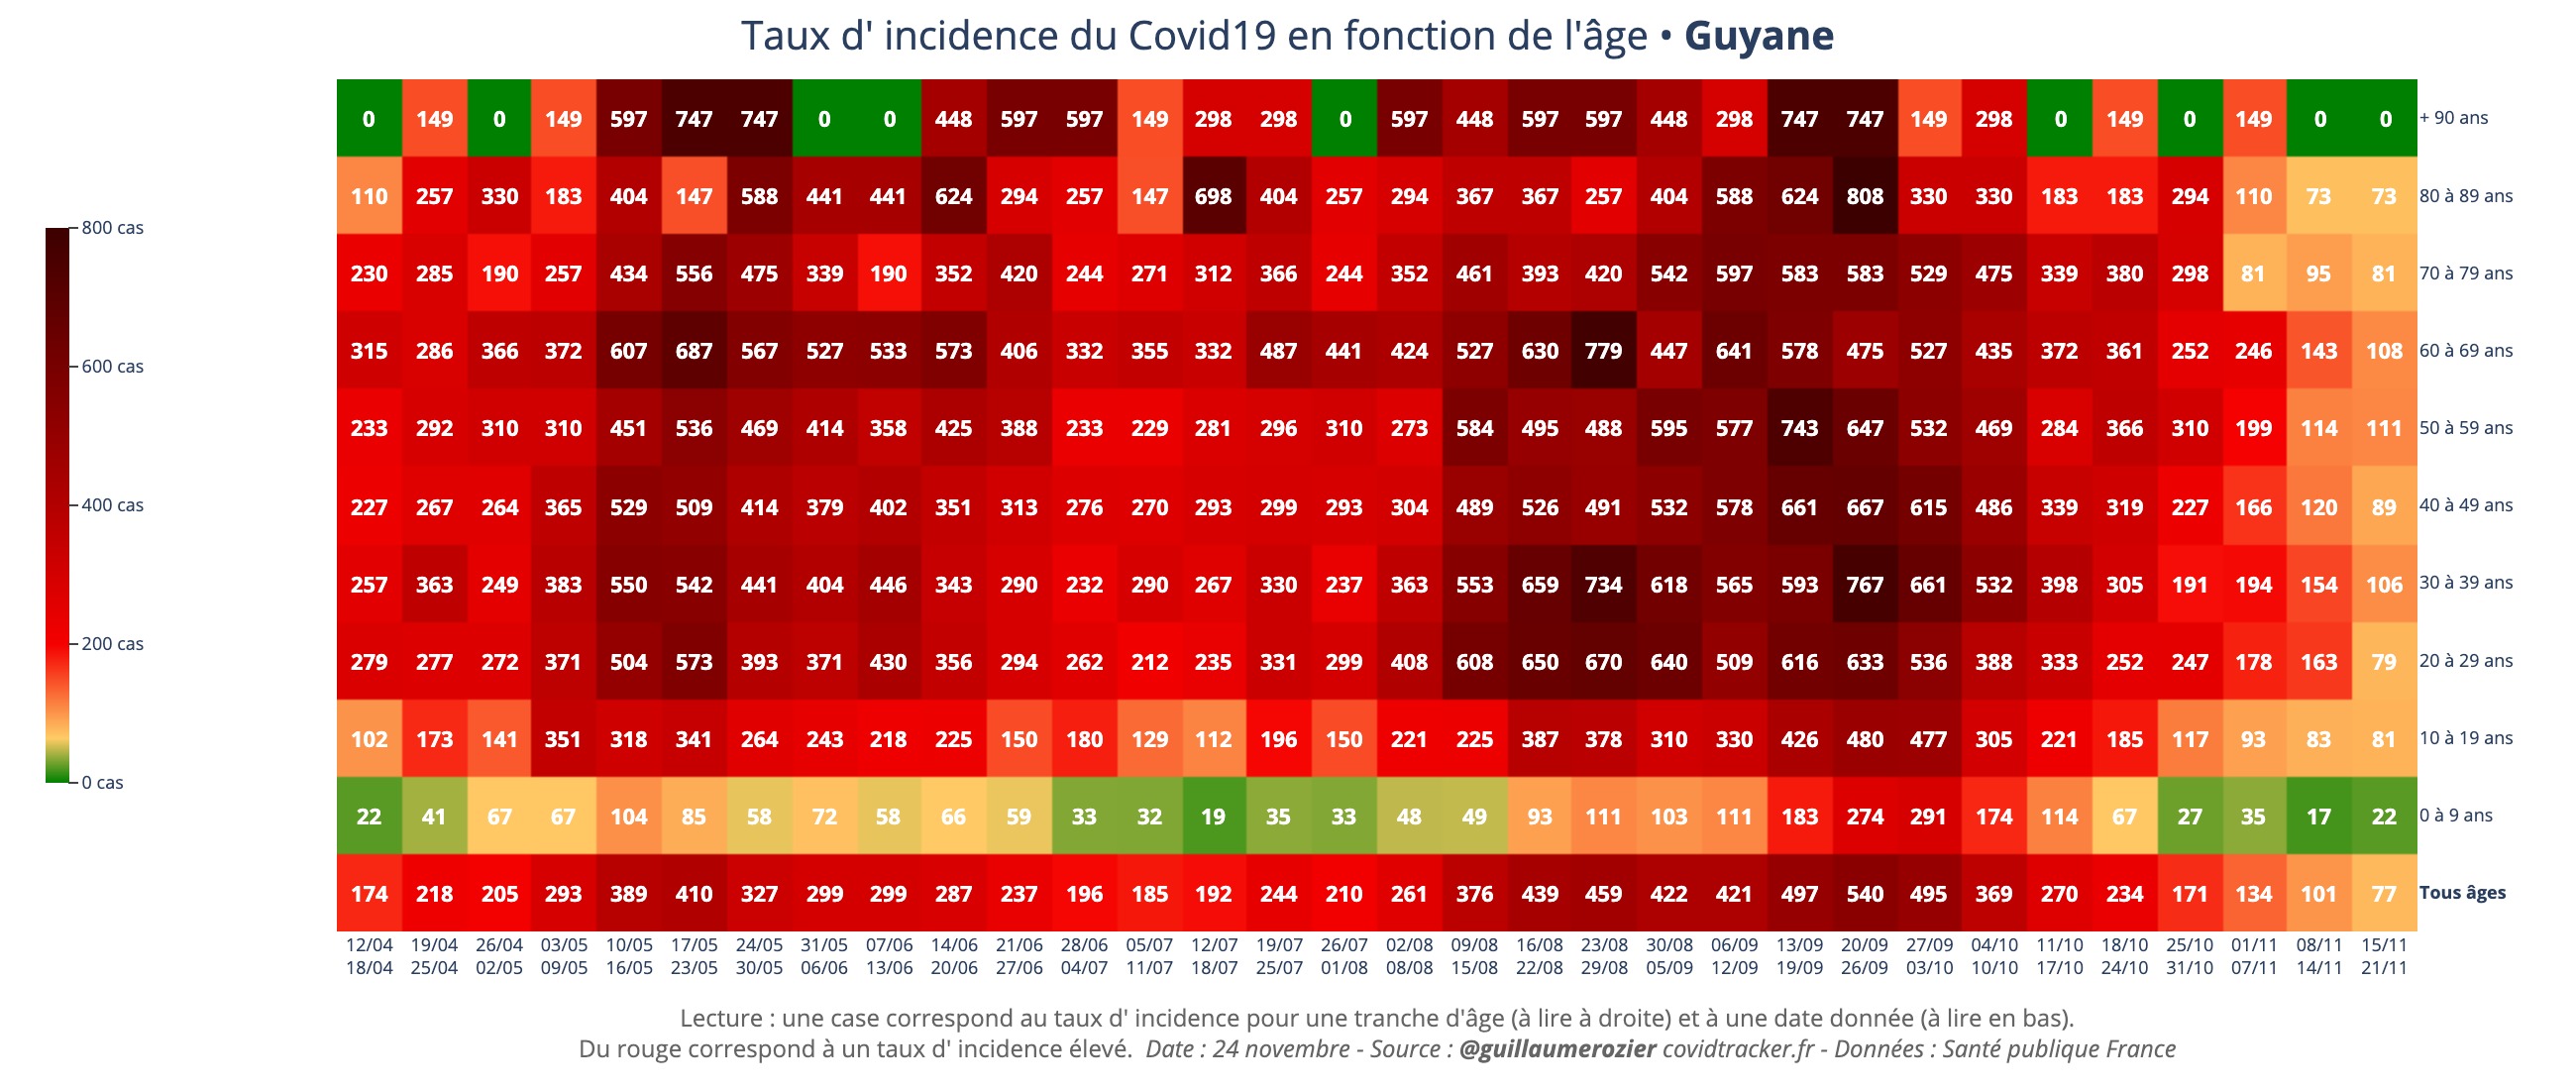 Taux d' incidence du Covid19 en fonction de l'âge • Guyane
0 149 0 149 597 747 747 0 0 448 597 597 149 298 298 0 597 448 597 597 448 298 747 747 149 298 0 149 0 149 0 0 + 90 ans
110 257 330 183 404 147 588 441 441 624 294 257 147 698 404 257 294 367 367 257 404 588 624 808 330 330 183 183 294 110 73 73 80 à 89 ans
800 cas
230 285 190 257 434 556 475 339 190 352 420 244 271 312 366 244 352 461 393 420 542 597 583 583 529 475 339 380 298 81 95 81 70 à 79 ans
315 286 366 372 607 687 567 527 533 573 406 332 355 332 487 441 424 527 630 779 447 641 578 475 527 435 372 361 252 246 143 108 60 à 69 ans
600 cas
233 292 310 310 451 536 469 414 358 425 388 233 229 281 296 310 273 584 495 488 595 577 743 647 532 469 284 366 310 199 114 111 50 à 59 ans
400 cas
227 267 264 365 529 509 414 379 402 351 313 276 270 293 299 293 304 489 526 491 532 578 661 667 615 486 339 319 227 166 120 89 40 à 49 ans
257 363 249 383 550 542 441 404 446 343 290 232 290 267 330 237 363 553 659 734 618 565 593 767 661 532 398 305 191 194 154 106 30 à 39 ans
200 cas
279 277 272 371 504 573 393 371 430 356 294 262 212 235 331 299 408 608 650 670 640 509 616 633 536 388 333 252 247 178 163 79 20 à 29 ans
102 173 141 351 318 341 264 243 218 225 150 180 129 112 196 150 221 225 387 378 310 330 426 480 477 305 221 185 117 93 83 81 10 à 19 ans
0 cas
22 41 67 67 104 85 58 72 58 66 59 33 32 19 35 33 48 49 93 111 103 111 183 274 291 174 114 67 27 35 17 22 0 à 9 ans
174 218 205 293 389 410 327 299 299 287 237 196 185 192 244 210 261 376 439 459 422 421 497 540 495 369 270 234 171 134 101 77 Tous âges
12/04 19/04 26/04 03/05 10/05 17/05 24/05 31/05 07/06 14/06 21/06 28/06 05/07 12/07 19/07 26/07 02/08 09/08 16/08 23/08 30/08 06/09 13/09 20/09 27/09 04/10 11/10 18/10 25/10 01/11 08/11 15/11
18/04 25/04 02/05 09/05 16/05 23/05 30/05 06/06 13/06 20/06 27/06 04/07 11/07 18/07 25/07 01/08 08/08 15/08 22/08 29/08 05/09 12/09 19/09 26/09 03/10 10/10 17/10 24/10 31/10 07/11 14/11 21/11
Lecture : une case correspond au taux d' incidence pour une tranche d'âge (à lire à droite) et à une date donnée (à lire en bas).
Du rouge correspond à un taux d' incidence élevé. Date : 24 novembre - Source : @guillaumerozier covidtracker.fr - Données : Santé publique France